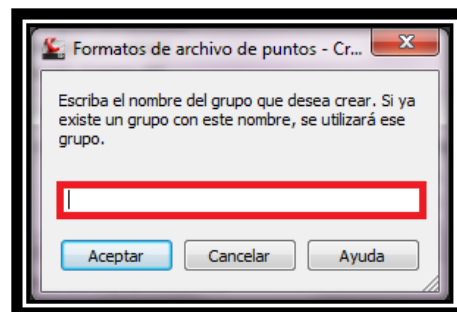 Formatos de archivo de puntos - Cr...
Escriba el nombre del grupo que desea crear. Si ya
existe un grupo con este nombre, se utilizará ese
grupo.
Aceptar Cancelar Ayuda